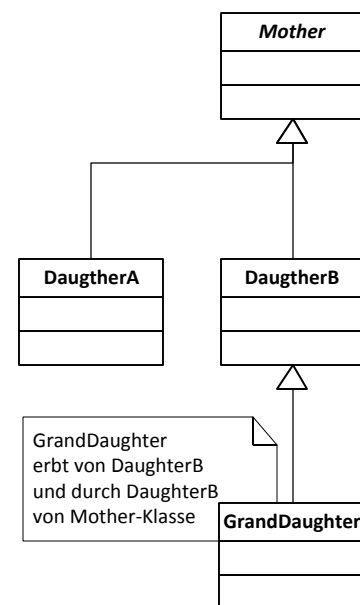 Mother
DaugtherA
DaugtherB
GrandDaughter
erbt von DaughterB
und durch DaughterB
von Mother-Klasse
GrandDaughter